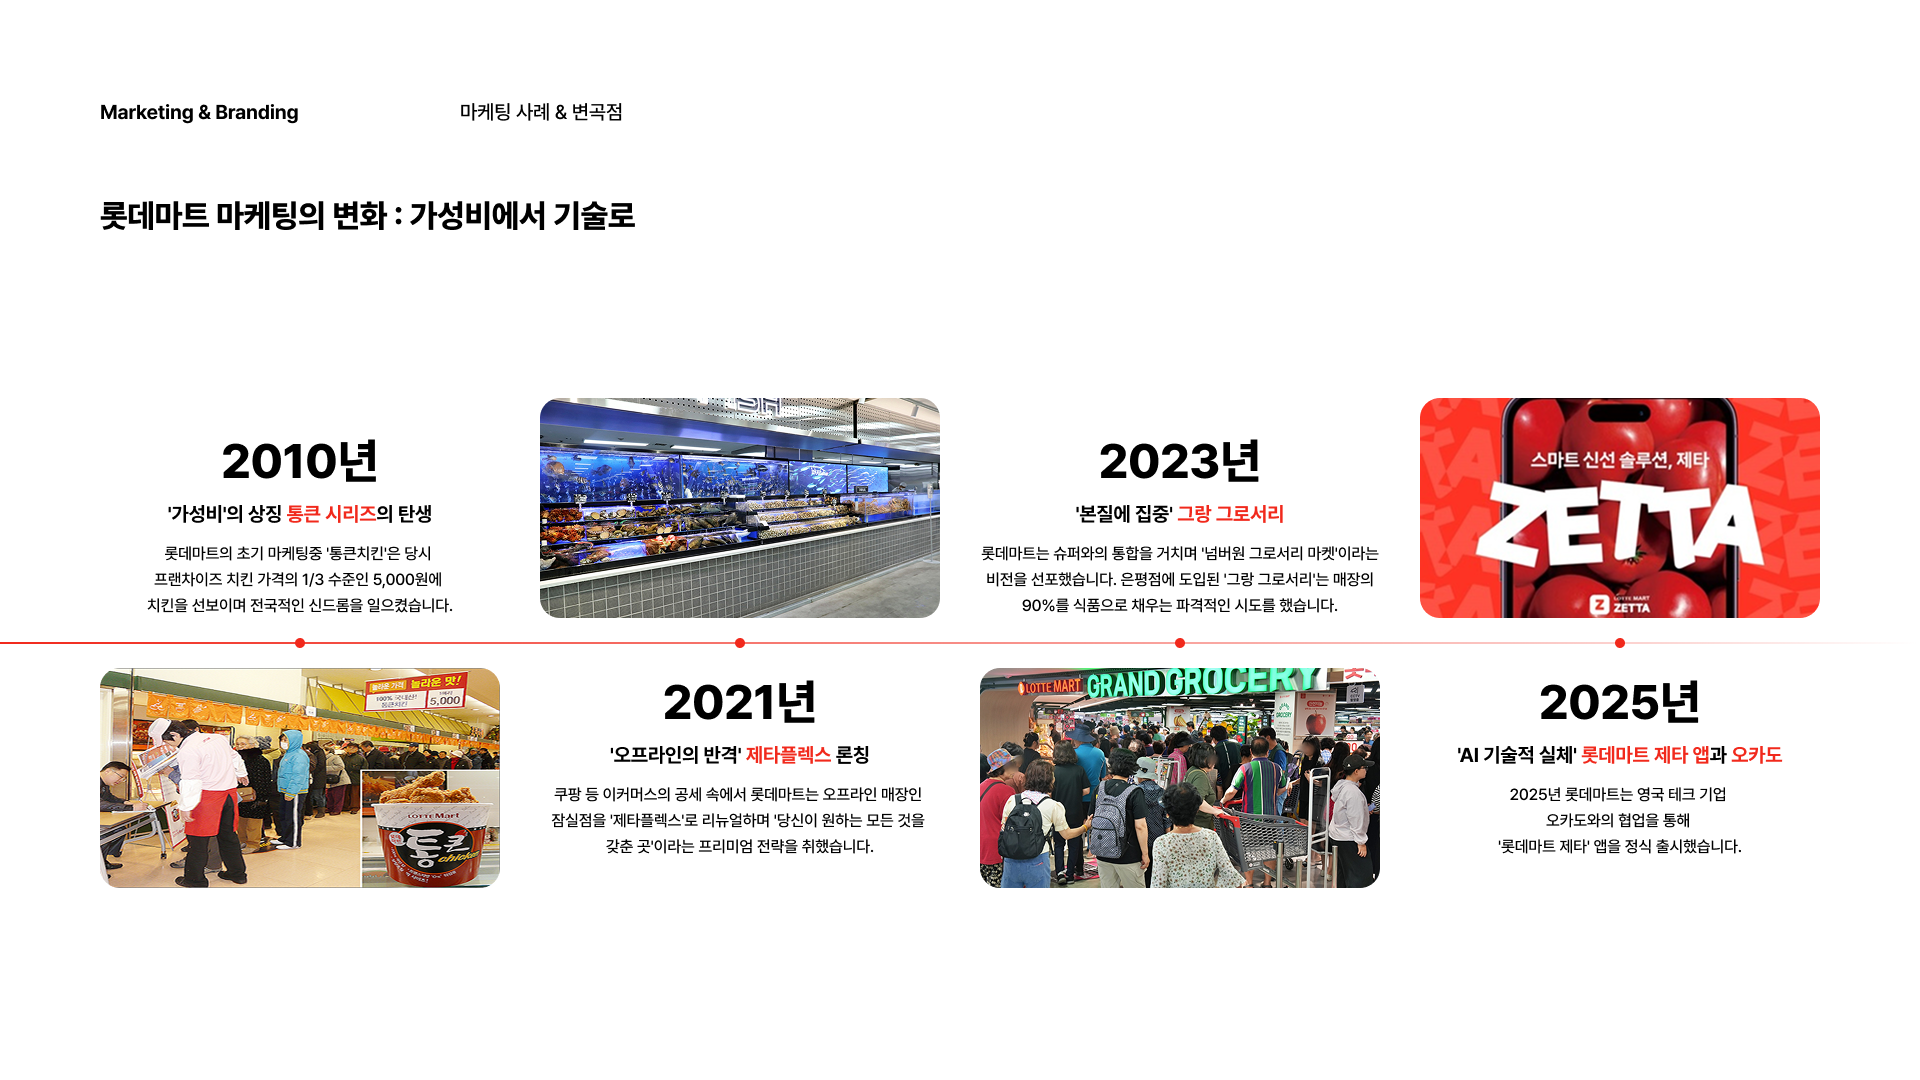 Marketing & Branding
마케팅 사례 & 변곡점
롯데마트 마케팅의 변화 : 가성비에서 기술로
2010년
'가성비'의 상징 통큰 시리즈의 탄생
롯데마트의 초기 마케팅중 '통큰치킨'은 당시
프랜차이즈 치킨 가격의 1/3 수준인 5,000원에
치킨을 선보이며 전국적인 신드롬을 일으켰습니다.
놀라운 가격 놀라운 맛!
100% 국내산!
통큰치킨
5,000
LOTTE Mart
통큰
chicken
2021년
'오프라인의 반격' 제타플렉스 론칭
쿠팡 등 이커머스의 공세 속에서 롯데마트는 오프라인 매장인
잠실점을 '제타플렉스'로 리뉴얼하며 '당신이 원하는 모든 것을
갖춘 곳'이라는 프리미엄 전략을 취했습니다.
2023년
'본질에 집중' 그랑 그로서리
롯데마트는 슈퍼와의 통합을 거치며 '넘버원 그로서리 마켓'이라는
비전을 선포했습니다. 은평점에 도입된 '그랑 그로서리'는 매장의
90%를 식품으로 채우는 파격적인 시도를 했습니다.
LOTTE MART GRAND GROCERY
GROCERY
스마트 신선 솔루션, 제타
ZETTA
LOTTE MART
ZETTA
2025년
'AI 기술적 실체' 롯데마트 제타 앱과 오카도
2025년 롯데마트는 영국 테크 기업
오카도와의 협업을 통해
'롯데마트 제타' 앱을 정식 출시했습니다.